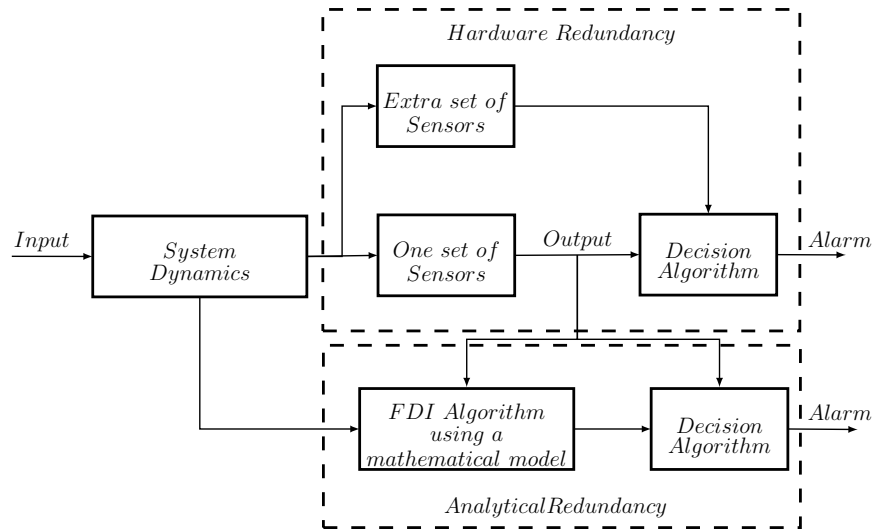 Hardware Redundancy
Extra set of
Sensors
Input
System
Dynamics
One set of
Sensors
Output
Decision
Algorithm
Alarm
FDI Algorithm
using a
mathematical model
Decision
Algorithm
Alarm
AnalyticalRedundancy